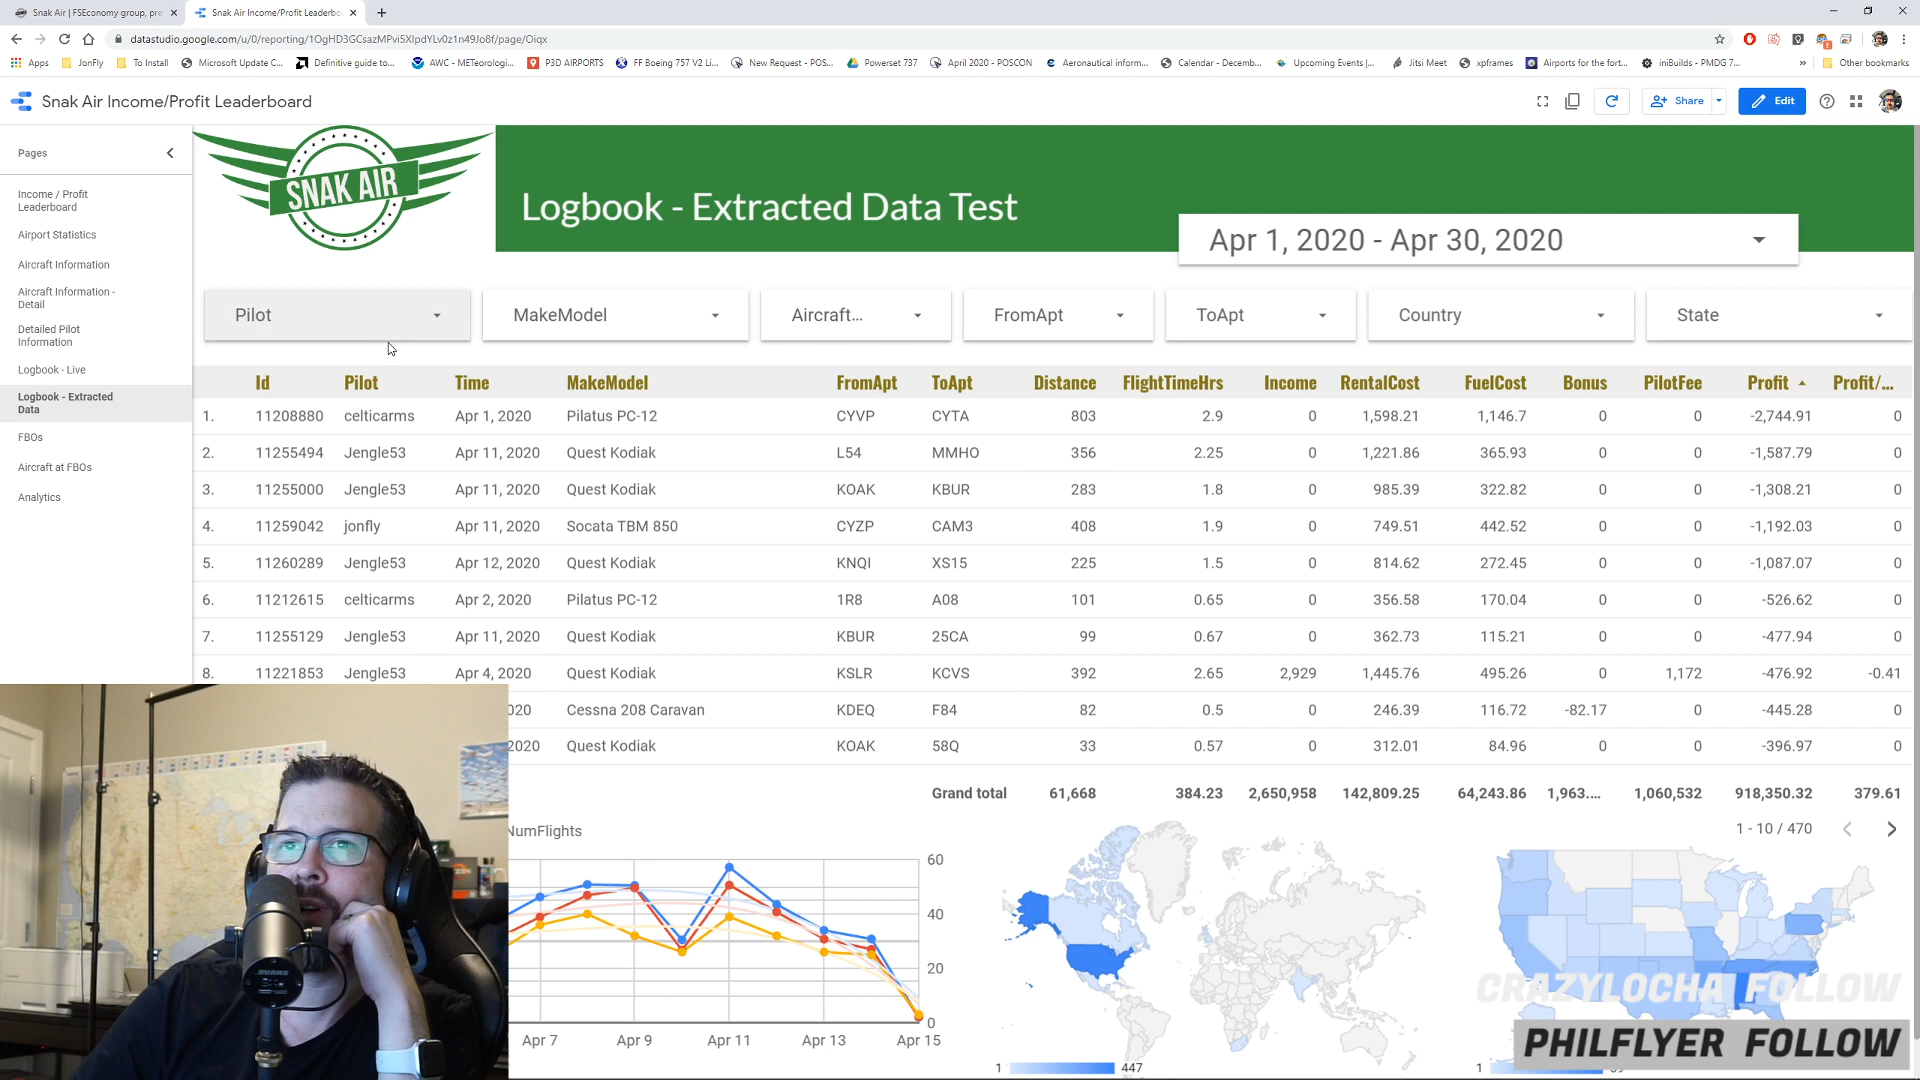 Snak Air | FSEconomy group, pre
Snak Air Income/Profit Leaderbo
datastudio.google.com/u/0/reporting/1OgHD3GCsazMPvi5XIpdYLv0z1n49Jo8f/page/Oiqx
Apps JonFly To Install Microsoft Update C... Definitive guide to... AWC - METeorologi... P3D AIRPORTS FF Boeing 757 V2 Li... New Request - POS... Powerset 737 April 2020 - POSCON Aeronautical inform... Calendar - Decemb... Upcoming Events |... Jitsi Meet xpframes Airports for the fort... iniBuilds - PMDG 7... » Other bookmarks
Snak Air Income/Profit Leaderboard
Share
Edit
Pages
Income / Profit
Leaderboard
Airport Statistics
Aircraft Information
Aircraft Information -
Detail
Detailed Pilot
Information
Logbook - Live
Logbook - Extracted
Data
FBOs
Aircraft at FBOs
Analytics
SNAK AIR
Logbook - Extracted Data Test
Apr 1, 2020 - Apr 30, 2020
Pilot MakeModel Aircraft... FromApt ToApt Country State
Id Pilot Time MakeModel FromApt ToApt Distance FlightTimeHrs Income RentalCost FuelCost Bonus PilotFee Profit Profit/...
1. 11208880 celticarms Apr 1, 2020 Pilatus PC-12 CYVP CYTA 803 2.9 0 1,598.21 1,146.7 0 0 -2,744.91 0
2. 11255494 Jengle53 Apr 11, 2020 Quest Kodiak L54 MMHO 356 2.25 0 1,221.86 365.93 0 0 -1,587.79 0
3. 11255000 Jengle53 Apr 11, 2020 Quest Kodiak KOAK KBUR 283 1.8 0 985.39 322.82 0 0 -1,308.21 0
4. 11259042 jonfly Apr 11, 2020 Socata TBM 850 CYZP CAM3 408 1.9 0 749.51 442.52 0 0 -1,192.03 0
5. 11260289 Jengle53 Apr 12, 2020 Quest Kodiak KNQI XS15 225 1.5 0 814.62 272.45 0 0 -1,087.07 0
6. 11212615 celticarms Apr 2, 2020 Pilatus PC-12 1R8 A08 101 0.65 0 356.58 170.04 0 0 -526.62 0
7. 11255129 Jengle53 Apr 11, 2020 Quest Kodiak KBUR 25CA 99 0.67 0 362.73 115.21 0 0 -477.94 0
8. 11221853 Jengle53 Apr 4, 2020 Quest Kodiak KSLR KCVS 392 2.65 2,929 1,445.76 495.26 0 1,172 -476.92 -0.41
020 Cessna 208 Caravan KDEQ F84 82 0.5 0 246.39 116.72 -82.17 0 -445.28 0
2020 Quest Kodiak KOAK 58Q 33 0.57 0 312.01 84.96 0 0 -396.97 0
Grand total 61,668 384.23 2,650,958 142,809.25 64,243.86 1,963.... 1,060,532 918,350.32 379.61
1 - 10 / 470
NumFlights
60
40
20
0
Apr 7 Apr 9 Apr 11 Apr 13 Apr 15
1 447
1
CRAZYLOCHA FOLLOW
PHILFLYER FOLLOW